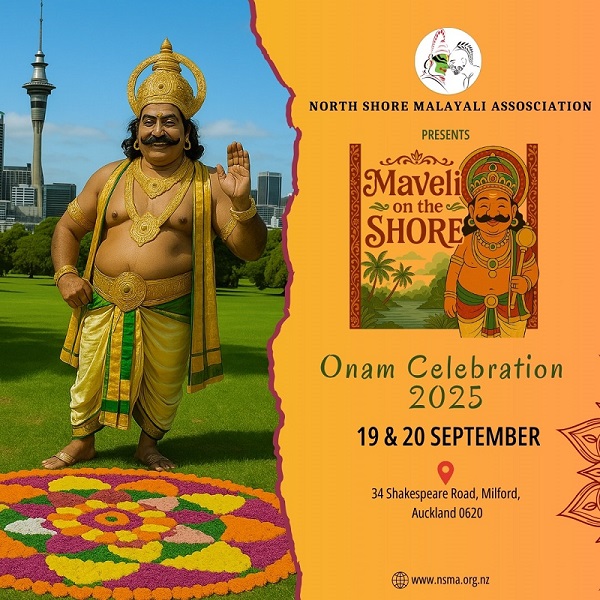 NORTH SHORE MALAYALI ASSOSCIATION
PRESENTS
Maveli
on the
SHORE
Onam Celebration
2025
19 & 20 SEPTEMBER
34 Shakespeare Road, Milford,
Auckland 0620
www.nsma.org.nz